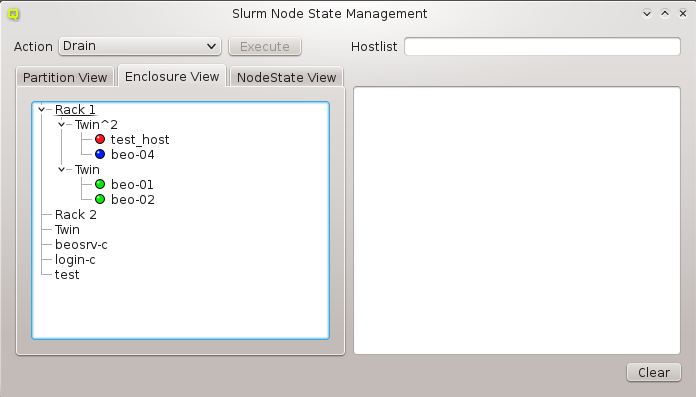 Slurm Node State Management
Action Drain Execute Hostlist
Partition View Enclosure View NodeState View
Rack 1
Twin^2
test_host
beo-04
Twin
beo-01
beo-02
Rack 2
Twin
beosrv-c
login-c
test
Clear